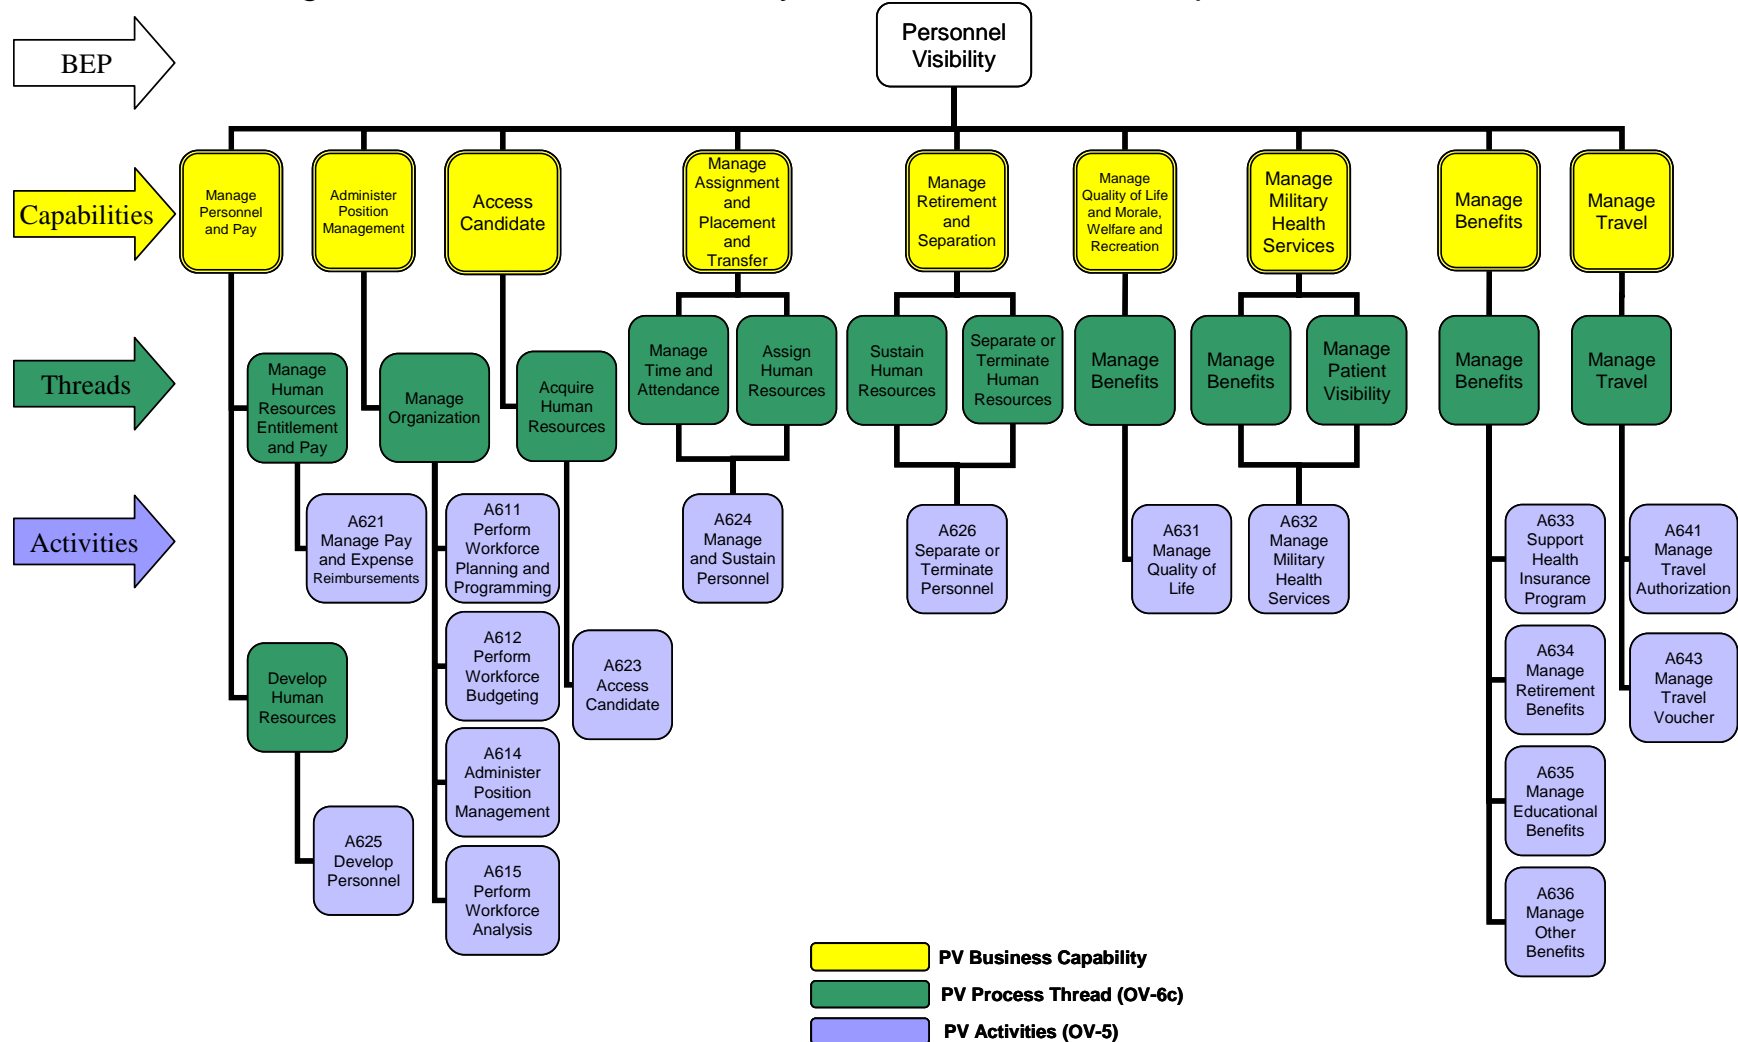 Personnel
Visibility
BEP
Capabilities
Manage
Personnel
and Pay
Administer
Position
Management
Access
Candidate
Manage
Assignment
and
Placement
and
Transfer
Manage
Retirement
and
Separation
Manage
Quality of Life
and Morale,
Welfare and
Recreation
Manage
Military
Health
Services
Manage
Benefits
Manage
Travel
Threads
Manage
Human
Resources
Entitlement
and Pay
Manage
Organization
Acquire
Human
Resources
Manage
Time and
Attendance
Assign
Human
Resources
Sustain
Human
Resources
Separate or
Terminate
Human
Resources
Manage
Benefits
Manage
Benefits
Manage
Patient
Visibility
Manage
Benefits
Manage
Travel
Develop
Human
Resources
Activities
A621
Manage Pay
and Expense
Reimbursements
A625
Develop
Personnel
A611
Perform
Workforce
Planning and
Programming
A612
Perform
Workforce
Budgeting
A614
Administer
Position
Management
A615
Perform
Workforce
Analysis
A623
Access
Candidate
A624
Manage
and Sustain
Personnel
A626
Separate or
Terminate
Personnel
A631
Manage
Quality of
Life
A632
Manage
Military
Health
Services
A633
Support
Health
Insurance
Program
A634
Manage
Retirement
Benefits
A635
Manage
Educational
Benefits
A636
Manage
Other
Benefits
A641
Manage
Travel
Authorization
A643
Manage
Travel
Voucher
PV Business Capability
PV Process Thread (OV-6c)
PV Activities (OV-5)